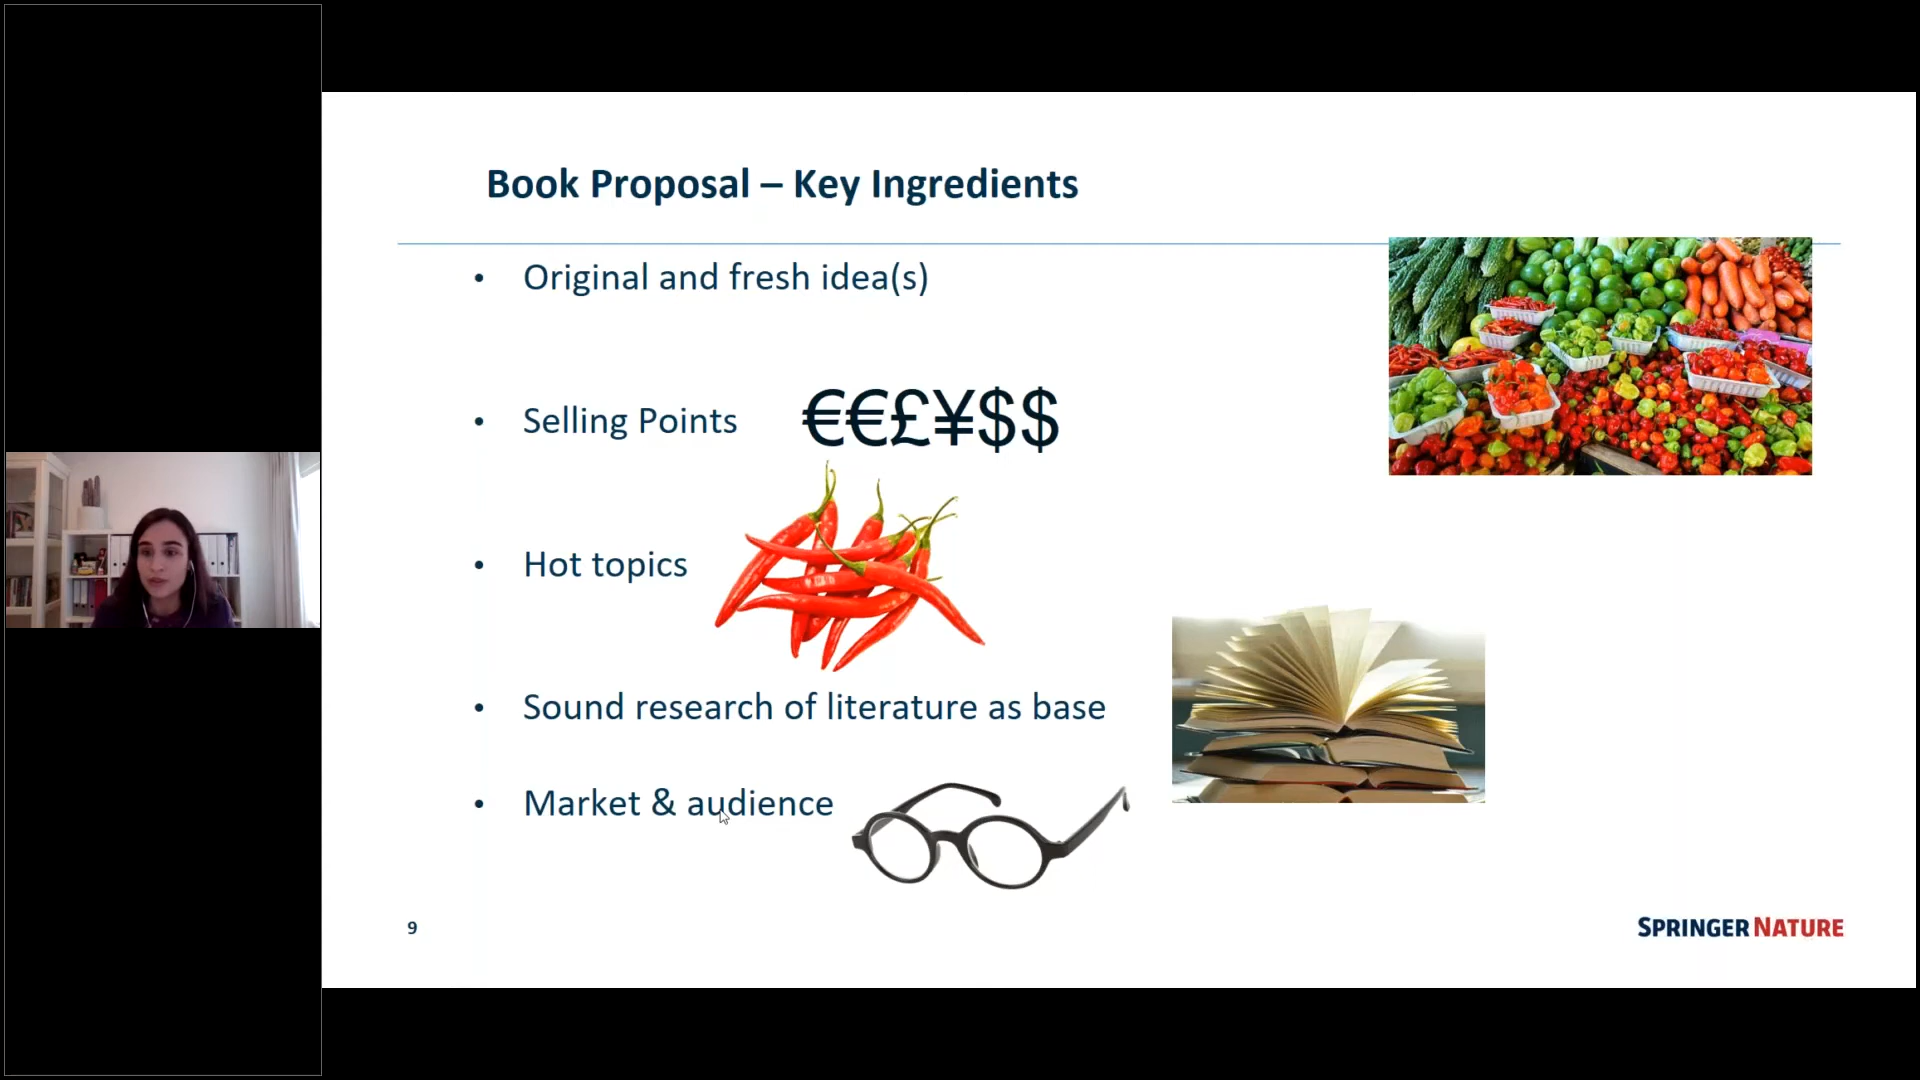 Book Proposal – Key Ingredients
• Original and fresh idea(s)
• Selling Points €€£¥$$
• Hot topics
• Sound research of literature as base
• Market & audience
9
SPRINGER NATURE